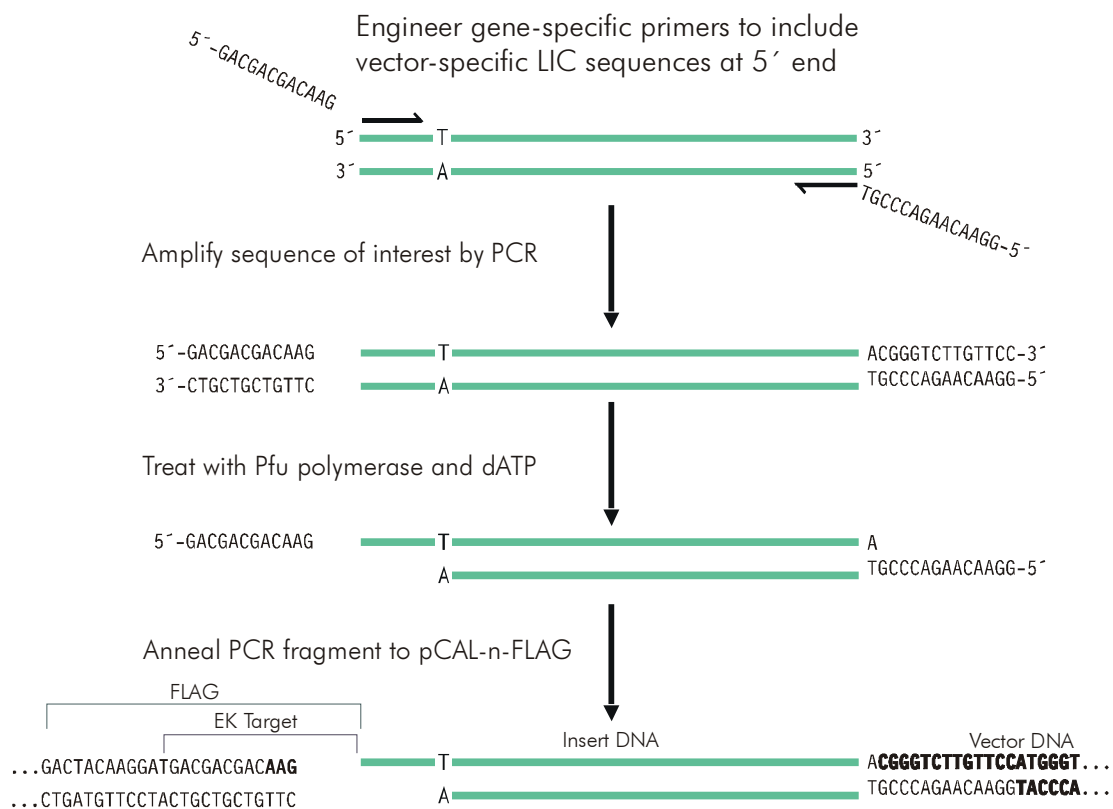 Engineer gene-specific primers to include
vector-specific LIC sequences at 5´ end
5´-GACGACGACAAG
5´ T 3´
3´ A 5´
TGCCCAGAACAAGG-5´
Amplify sequence of interest by PCR
5´-GACGACGACAAG T ACGGGTCTTGTTCC-3´
3´-CTGCTGCTGTTC A TGCCCAGAACAAGG-5´
Treat with Pfu polymerase and dATP
5´-GACGACGACAAG T A
A TGCCCAGAACAAGG-5´
Anneal PCR fragment to pCAL-n-FLAG
FLAG
EK Target Insert DNA Vector DNA
...GACTACAAGGATGACGACGACAAG T ACGGGTCTTGTTCCATGGGT...
...CTGATGTTCCTACTGCTGCTGTTC A TGCCCAGAACAAGGTACCCA...